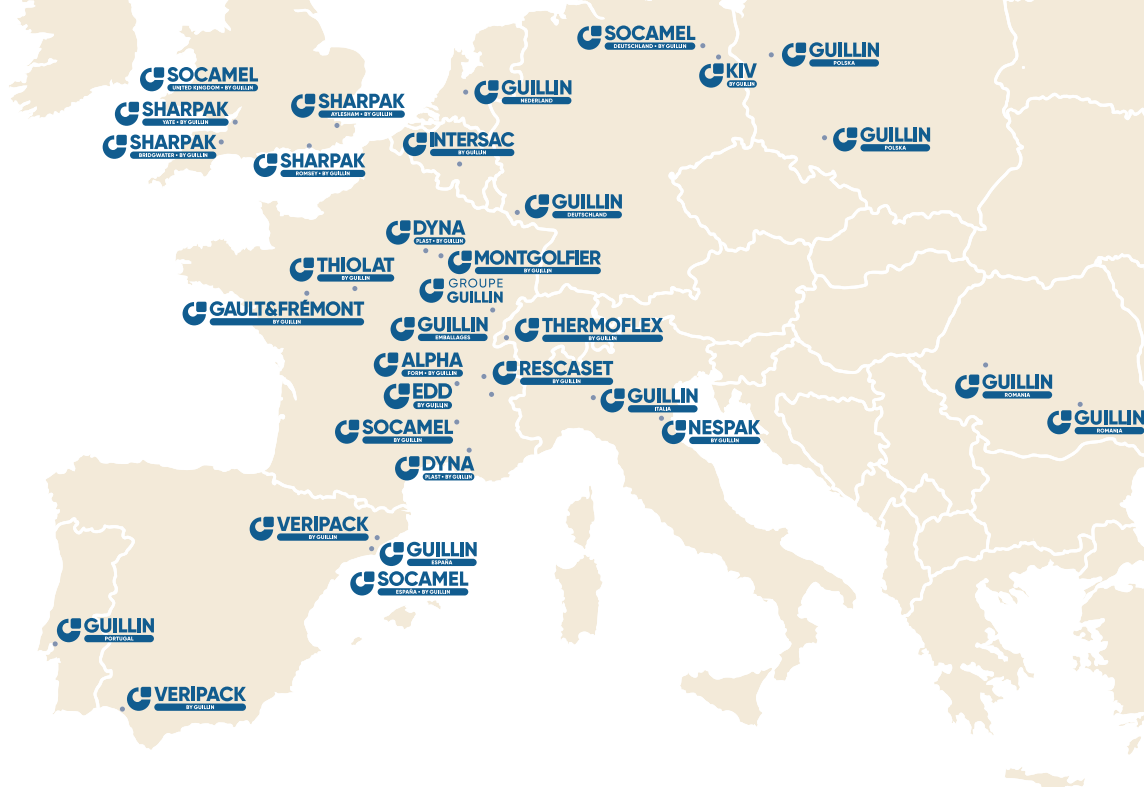 SOCAMEL
DEUTSCHLAND • BY GUILLIN
GUILLIN
POLSKA
KIV
BY GUILLIN
SOCAMEL
UNITED KINGDOM • BY GUILLIN
GUILLIN
NEDERLAND
SHARPAK
AYLESHAM • BY GUILLIN
SHARPAK
YATE • BY GUILLIN
GUILLIN
POLSKA
SHARPAK
BRIDGWATER • BY GUILLIN
INTERSAC
BY GUILLIN
SHARPAK
ROMSEY • BY GUILLIN
GUILLIN
DEUTSCHLAND
DYNA
PLAST • BY GUILLIN
MONTGOLFIER
BY GUILLIN
THIOLAT
BY GUILLIN
GROUPE
GUILLIN
GAULT&FRÉMONT
BY GUILLIN
GUILLIN
EMBALLAGES
THERMOFLEX
BY GUILLIN
ALPHA
FORM • BY GUILLIN
RESCASET
BY GUILLIN
EDD
BY GUILLIN
GUILLIN
ITALIA
GUILLIN
ROMANIA
GUILLIN
ROMANIA
SOCAMEL
BY GUILLIN
NESPAK
BY GUILLIN
DYNA
PLAST • BY GUILLIN
VERIPACK
BY GUILLIN
GUILLIN
ESPAÑA
SOCAMEL
ESPAÑA • BY GUILLIN
GUILLIN
PORTUGAL
VERIPACK
BY GUILLIN